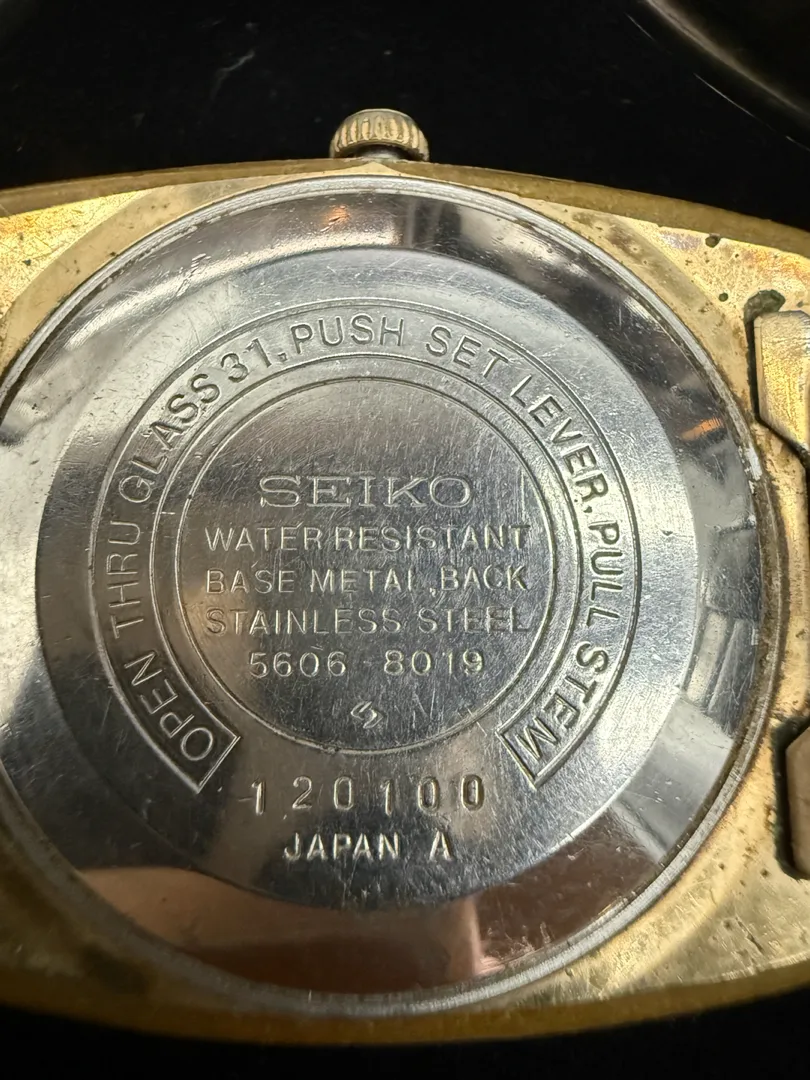 OPEN THRU GLASS 31, PUSH SET LEVER, PULL STEM
SEIKO
WATER RESISTANT
BASE METAL, BACK
STAINLESS STEEL
5606 8019
120100
JAPAN A